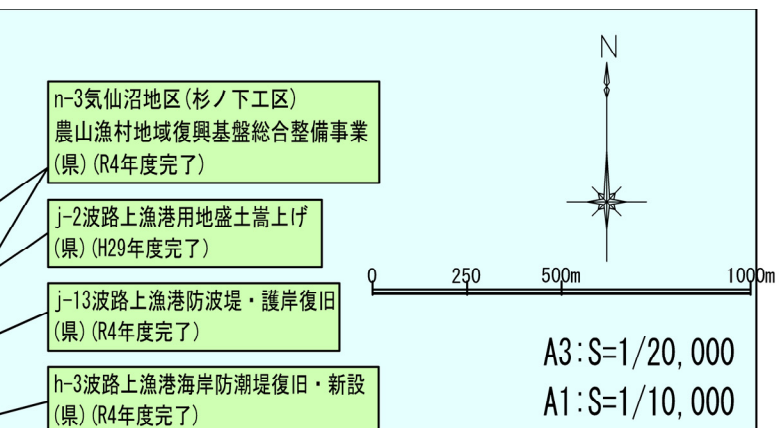 n-3気仙沼地区(杉ノ下工区)
農山漁村地域復興基盤総合整備事業
(県)(R4年度完了)
j-2波路上漁港用地盛土嵩上げ
(県)(H29年度完了)
j-13波路上漁港防波堤・護岸復旧
(県)(R4年度完了)
h-3波路上漁港海岸防潮堤復旧・新設
(県)(R4年度完了)
N
0 250 500m 1000m
A3:S=1/20,000
A1:S=1/10,000